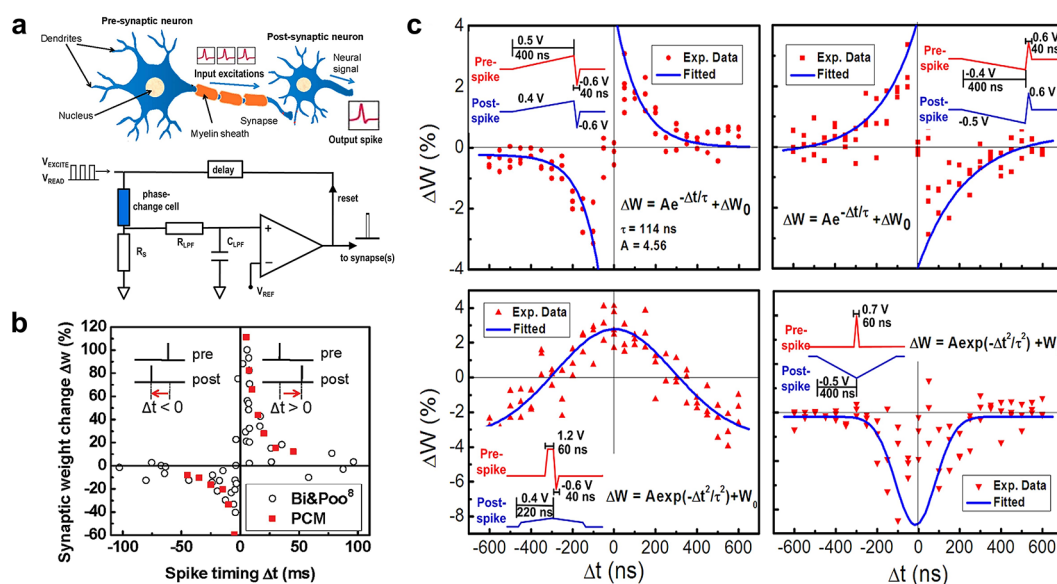 a
Pre-synaptic neuron
Post-synaptic neuron
Dendrites
Neural
signal
Input excitations
Nucleus
Myelin sheath
Synapse
Output spike
V_EXCITE
V_READ
delay
phase-
change cell
reset
R_S
R_LPF
C_LPF
+
−
V_REF
to synapse(s)
b
Synaptic weight change Δw (%)
120
100
80
60
40
20
0
-20
-40
-60
pre
post
Δt < 0
pre
post
Δt > 0
Bi&Poo⁸
PCM
-100
-50
0
50
100
Spike timing Δt (ms)
c
ΔW (%)
4
2
0
-2
-4
0.5 V
400 ns
Pre-
spike
-0.6 V
40 ns
Post-
spike
0.4 V
-0.6 V
Exp. Data
Fitted
ΔW = Ae^-Δt/τ + ΔW₀
τ = 114 ns
A = 4.56
Exp. Data
Fitted
Pre-
spike
0.6 V
40 ns
-0.4 V
400 ns
Post-
spike
0.6 V
-0.5 V
ΔW = Ae^-Δt/τ + ΔW₀
ΔW (%)
4
2
0
-2
-4
-6
-8
Exp. Data
Fitted
1.2 V
60 ns
Pre-
spike
-0.6 V
40 ns
Post-
spike
0.4 V
220 ns
ΔW = Aexp(-Δt²/τ²)+W₀
-600
-400
-200
0
200
400
600
Δt (ns)
0.7 V
60 ns
Pre-
spike
Post-
spike
-0.5 V
400 ns
ΔW = Aexp(-Δt²/τ²) +W
Exp. Data
Fitted
-600
-400
-200
0
200
400
600
Δt (ns)